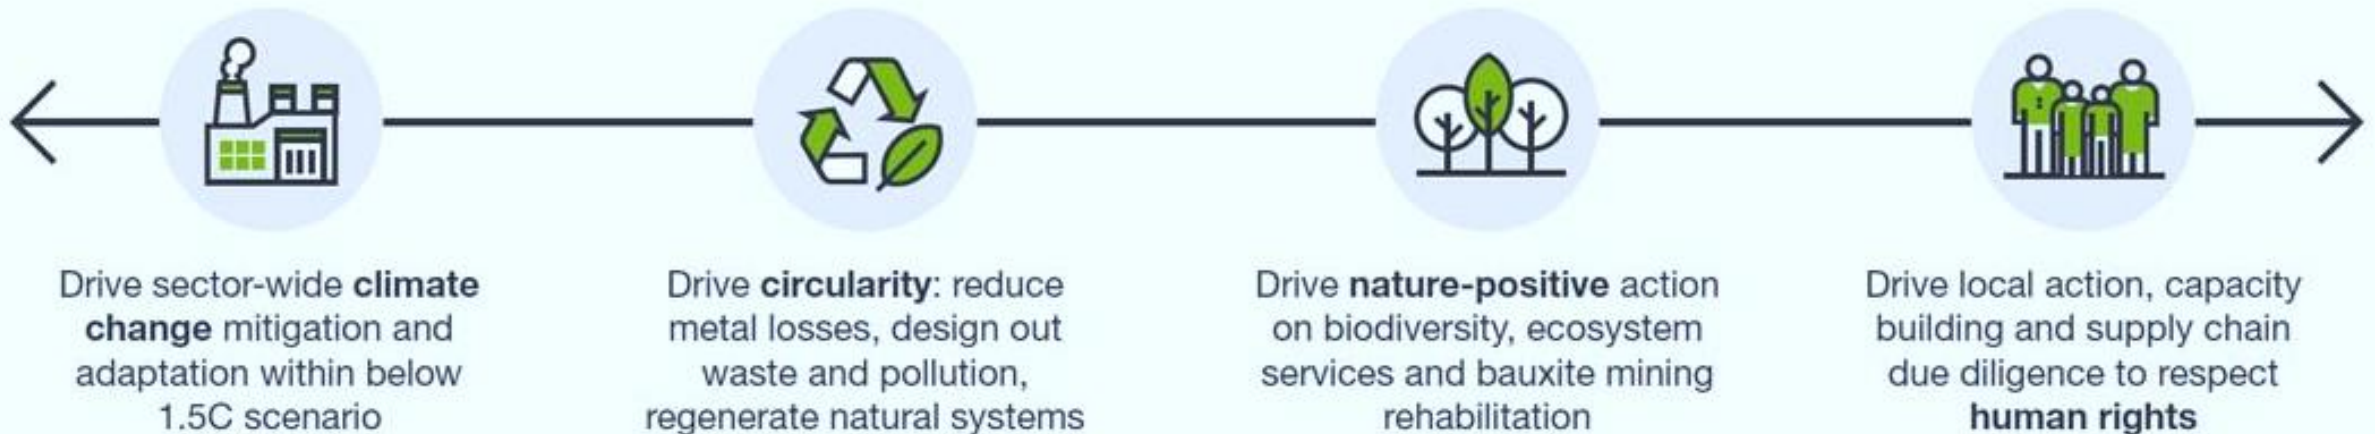 Drive sector-wide climate
change mitigation and
adaptation within below
1.5C scenario
Drive circularity: reduce
metal losses, design out
waste and pollution,
regenerate natural systems
Drive nature-positive action
on biodiversity, ecosystem
services and bauxite mining
rehabilitation
Drive local action, capacity
building and supply chain
due diligence to respect
human rights